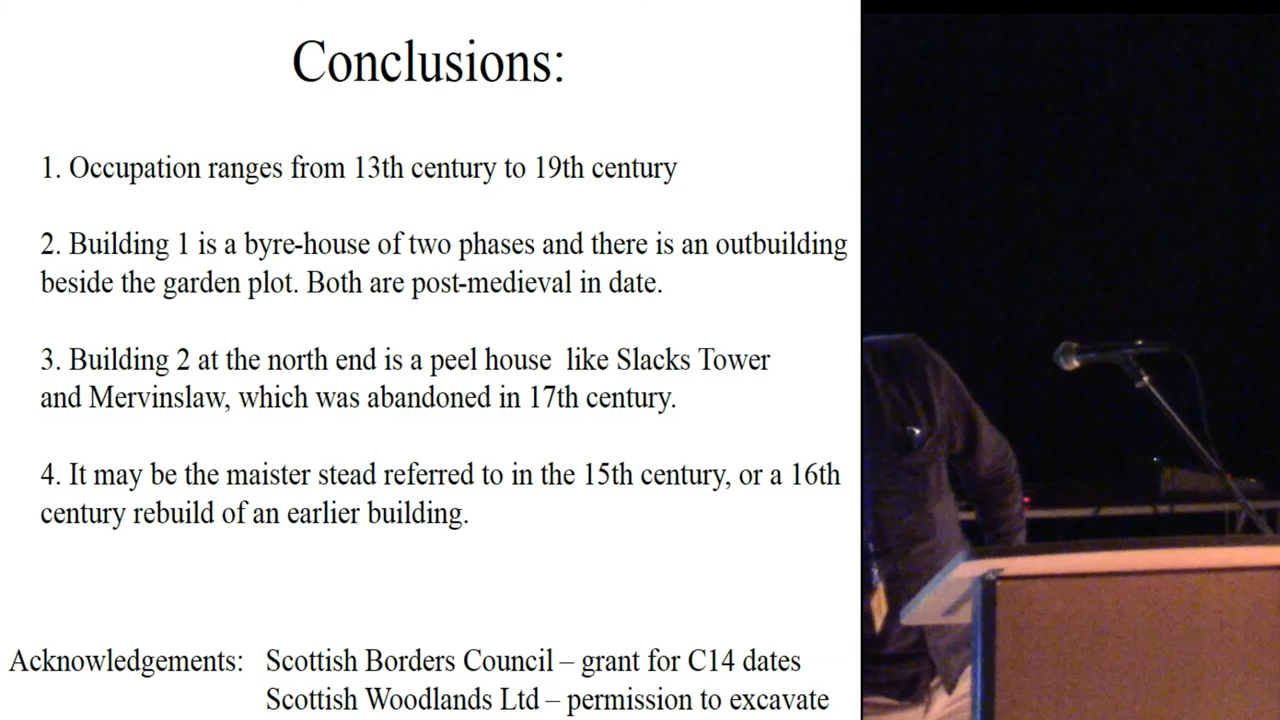 Conclusions:
1. Occupation ranges from 13th century to 19th century
2. Building 1 is a byre-house of two phases and there is an outbuilding
beside the garden plot. Both are post-medieval in date.
3. Building 2 at the north end is a peel house  like Slacks Tower
and Mervinslaw, which was abandoned in 17th century.
4. It may be the maister stead referred to in the 15th century, or a 16th
century rebuild of an earlier building.
Acknowledgements: Scottish Borders Council – grant for C14 dates
Scottish Woodlands Ltd – permission to excavate